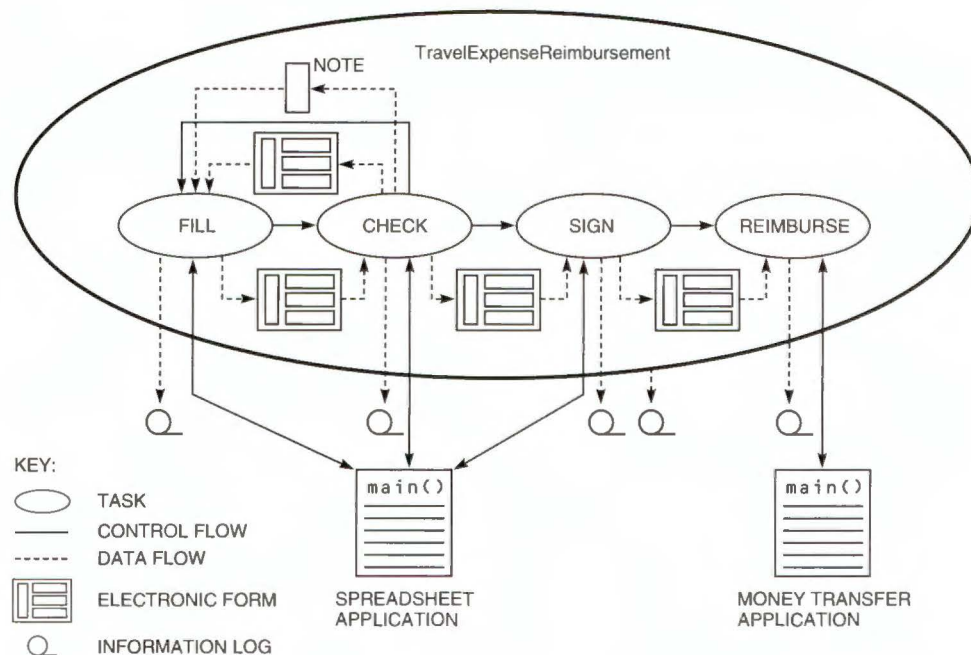 TravelExpenseReimbursement
NOTE
FILL
CHECK
SIGN
REIMBURSE
KEY:
TASK
CONTROL FLOW
DATA FLOW
ELECTRONIC FORM
INFORMATION LOG
main()
SPREADSHEET
APPLICATION
main()
MONEY TRANSFER
APPLICATION